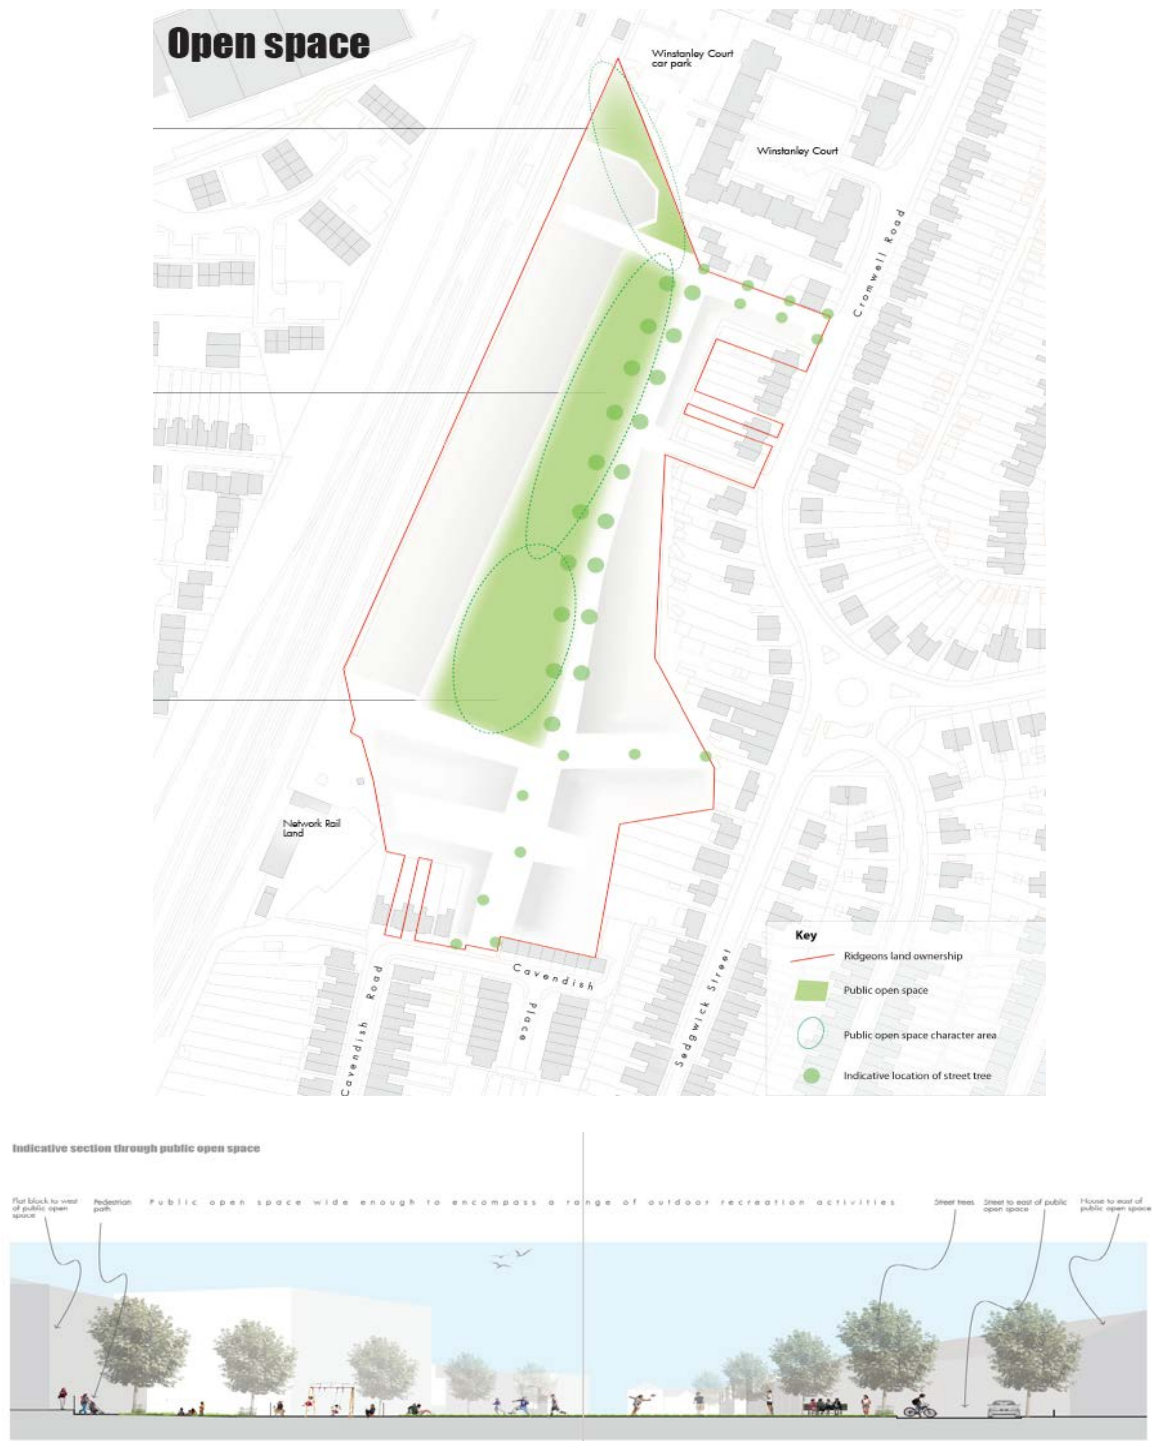 Open space
Winstanley Court
car park
Winstanley Court
Cromwell Road
Network Rail
Land
Cavendish Road
Cavendish
Place
Sedgwick Street
Key
Ridgeons land ownership
Public open space
Public open space character area
Indicative location of street tree
Indicative section through public open space
Flat block to west
of public open
space
Pedestrian
path
Public open space wide enough to encompass a range of outdoor recreation activities
Street trees
Street to east of public
open space
House to east of
public open space